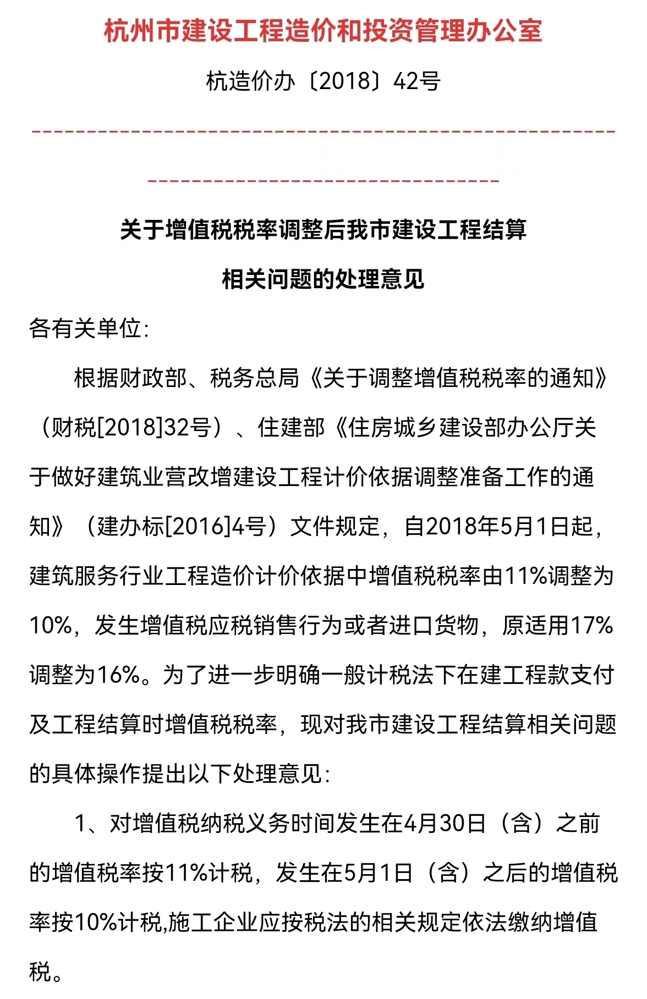 杭州市建设工程造价和投资管理办公室
杭造价办〔2018〕42号
-----------------------------------------------------
--------------------------------
关于增值税税率调整后我市建设工程结算
相关问题的处理意见
各有关单位：
根据财政部、税务总局《关于调整增值税税率的通知》
（财税[2018]32号）、住建部《住房城乡建设部办公厅关
于做好建筑业营改增建设工程计价依据调整准备工作的通
知》（建办标[2016]4号）文件规定，自2018年5月1日起，
建筑服务行业工程造价计价依据中增值税税率由11%调整为
10%，发生增值税应税销售行为或者进口货物，原适用17%
调整为16%。为了进一步明确一般计税法下在建工程款支付
及工程结算时增值税税率，现对我市建设工程结算相关问题
的具体操作提出以下处理意见：
1、对增值税纳税义务时间发生在4月30日（含）之前
的增值税率按11%计税，发生在5月1日（含）之后的增值税
率按10%计税,施工企业应按税法的相关规定依法缴纳增值
税。